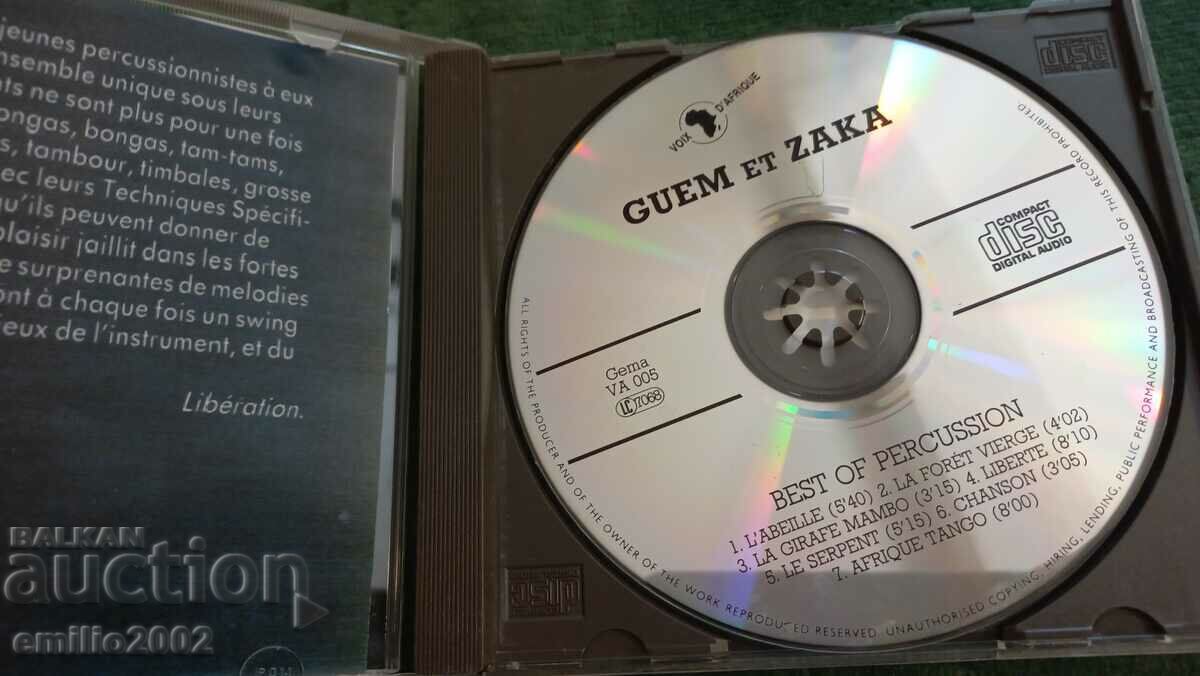 jeunes percussionnistes à eux
nsemble unique sous leurs
nts ne sont plus pour une fois
ongas, bongas, tam-tams,
s, tambour, timbales, grosse
ec leurs Techniques Spécifi-
qu'ils peuvent donner de
plaisir jaillit dans les fortes
e surprenantes de melodies
ont à chaque fois un swing
ieux de l'instrument, et du
Libération.
VOIX D'AFRIQUE
GUEM ET ZAKA
COMPACT
disc
DIGITAL AUDIO
Gema
VA 005
LC 7068
BEST OF PERCUSSION
1. L'ABEILLE (5'40) 2. LA FORÉT VIERGE (4'02)
3. LA GIRAFE MAMBO (3'15) 4. LIBERTE (8'10)
5. LE SERPENT (5'15) 6. CHANSON (3'05)
7. AFRIQUE TANGO (8'00)
ALL RIGHTS OF THE PRODUCER AND OF THE OWNER OF THE WORK REPRODUCED RESERVED. UNAUTHORISED COPYING, HIRING, LENDING, PUBLIC PERFORMANCE AND BROADCASTING OF THIS RECORD PROHIBITED.
disc
disc
BALKAN
auction
emilio2002